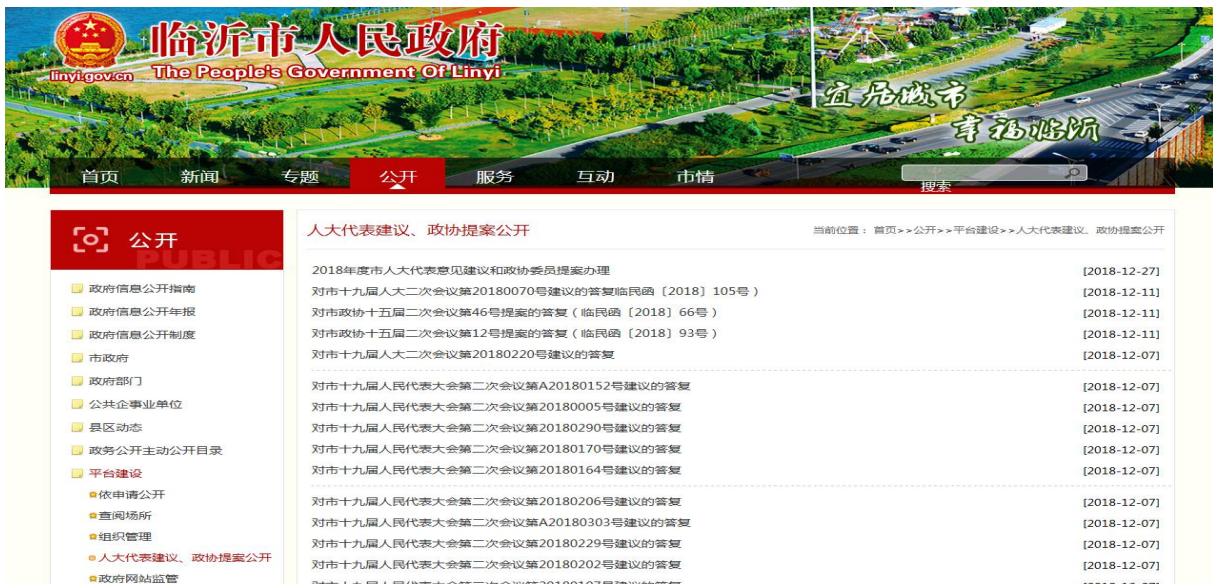 临沂市人民政府
linyi.gov.cn
The People's Government Of Linyi
宜居城市
幸福临沂
首页 新闻 专题 公开 服务 互动 市情 搜索
公开
PUBLIC
政府信息公开指南
政府信息公开年报
政府信息公开制度
市政府
政府部门
公共企事业单位
县区动态
政务公开主动公开目录
平台建设
依申请公开
查阅场所
组织管理
人大代表建议、政协提案公开
政府网站监管
人大代表建议、政协提案公开 当前位置：首页>>公开>>平台建设>>人大代表建议、政协提案公开
2018年度市人大代表意见建议和政协委员提案办理 [2018-12-27]
对市十九届人大二次会议第20180070号建议的答复临民函〔2018〕105号） [2018-12-11]
对市政协十五届二次会议第46号提案的答复（临民函〔2018〕66号） [2018-12-11]
对市政协十五届二次会议第12号提案的答复（临民函〔2018〕93号） [2018-12-11]
对市十九届人大二次会议第20180220号建议的答复 [2018-12-07]
对市十九届人民代表大会第二次会议第A20180152号建议的答复 [2018-12-07]
对市十九届人民代表大会第二次会议第20180005号建议的答复 [2018-12-07]
对市十九届人民代表大会第二次会议第20180290号建议的答复 [2018-12-07]
对市十九届人民代表大会第二次会议第20180170号建议的答复 [2018-12-07]
对市十九届人民代表大会第二次会议第20180164号建议的答复 [2018-12-07]
对市十九届人民代表大会第二次会议第20180206号建议的答复 [2018-12-07]
对市十九届人民代表大会第二次会议第A20180303号建议的答复 [2018-12-07]
对市十九届人民代表大会第二次会议第20180229号建议的答复 [2018-12-07]
对市十九届人民代表大会第二次会议第20180202号建议的答复 [2018-12-07]